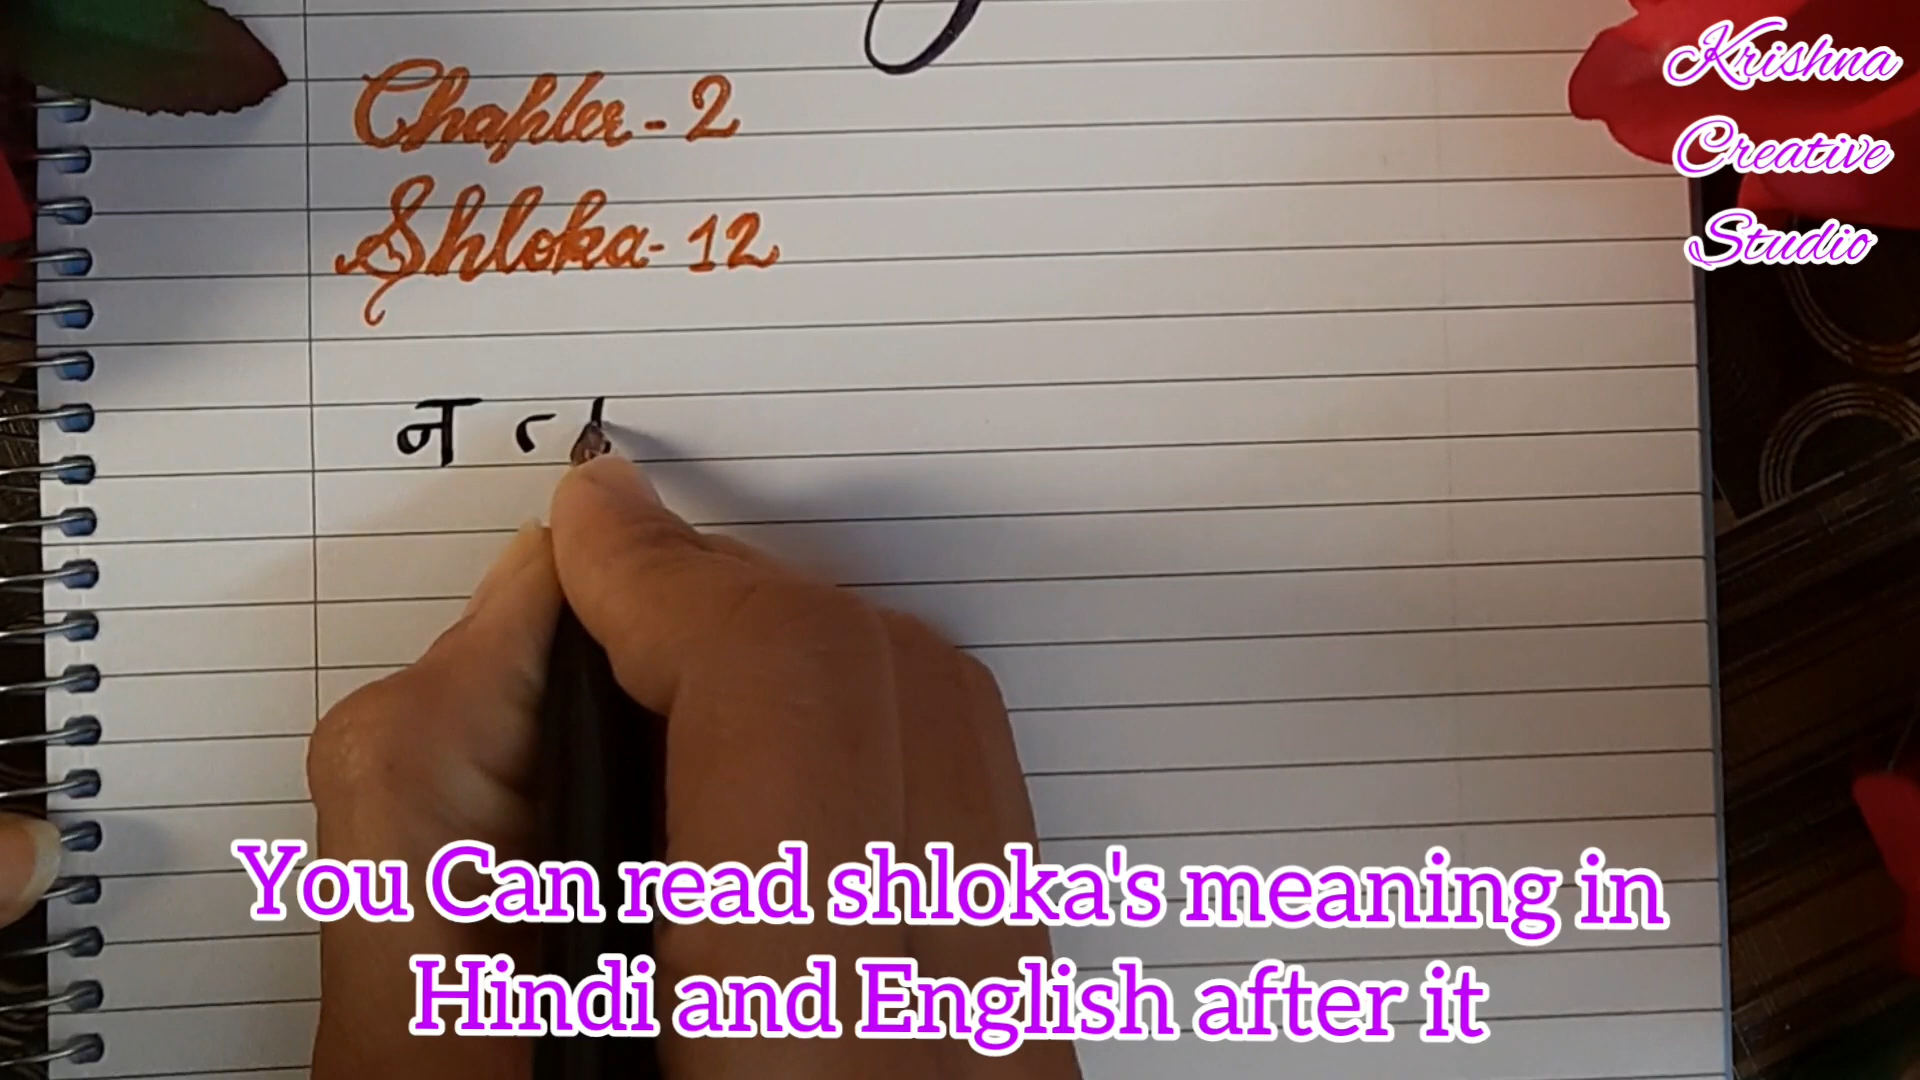 Chapter - 2
Shloka - 12
न
Krishna
Creative
Studio
You Can read shloka's meaning in
Hindi and English after it